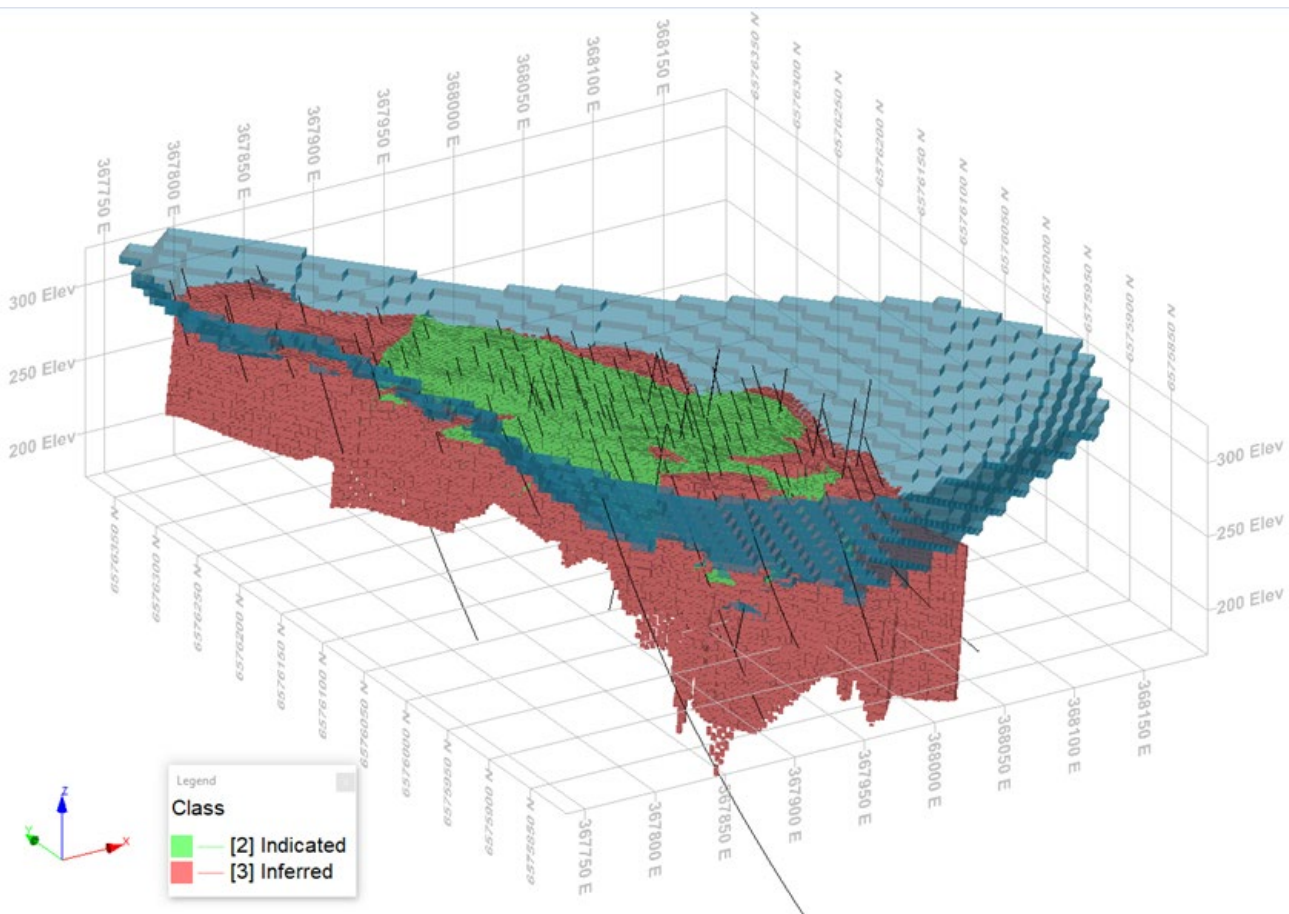 367750 E
367800 E
367850 E
367900 E
367950 E
368000 E
368050 E
368100 E
368150 E
6576350 N
6576300 N
6576250 N
6576200 N
6576150 N
6576100 N
6576050 N
6576000 N
6575950 N
6575900 N
6575850 N
300 Elev
250 Elev
200 Elev
300 Elev
250 Elev
200 Elev
6576350 N
6576300 N
6576250 N
6576200 N
6576150 N
6576100 N
6576050 N
6576000 N
6575950 N
6575900 N
6575850 N
367750 E
367800 E
367850 E
367900 E
367950 E
368000 E
368050 E
368100 E
368150 E
Z
Y
X
Legend
Class
[2] Indicated
[3] Inferred